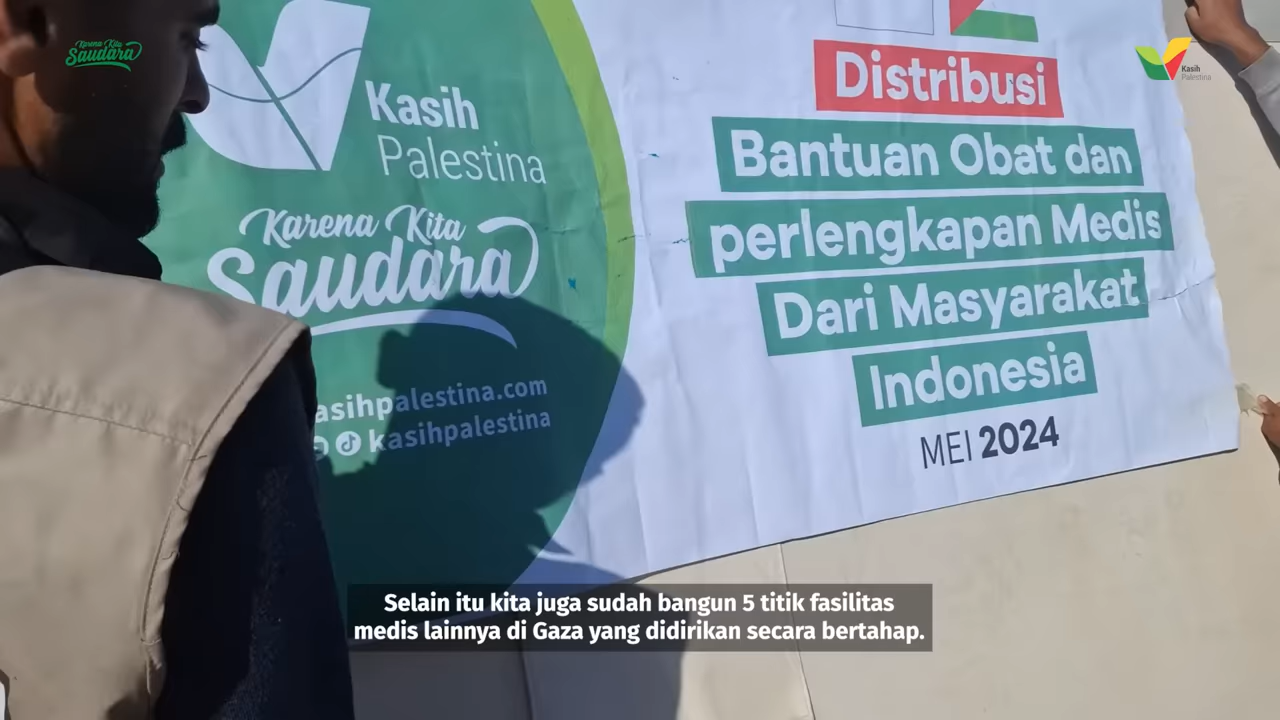 Karena Kita
Saudara
Kasih
Palestina
Kasih
Palestina
Karena Kita
Saudara
asihpalestina.com
kasihpalestina
Distribusi
Bantuan Obat dan
perlengkapan Medis
Dari Masyarakat
Indonesia
MEI 2024
Selain itu kita juga sudah bangun 5 titik fasilitas
medis lainnya di Gaza yang didirikan secara bertahap.